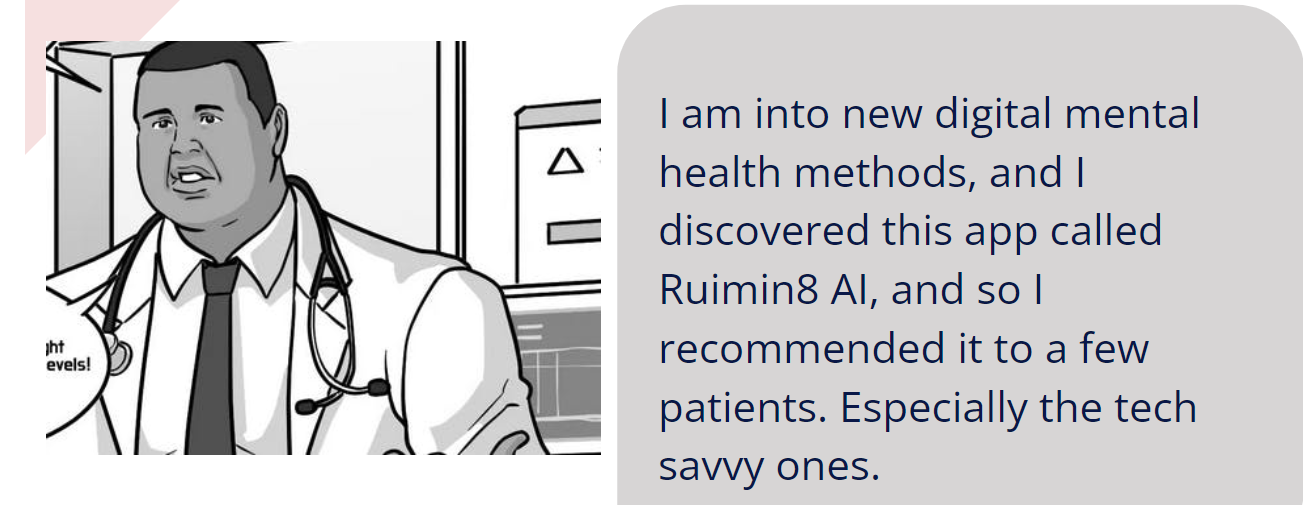 ght
evels!
I am into new digital mental
health methods, and I
discovered this app called
Ruimin8 AI, and so I
recommended it to a few
patients. Especially the tech
savvy ones.